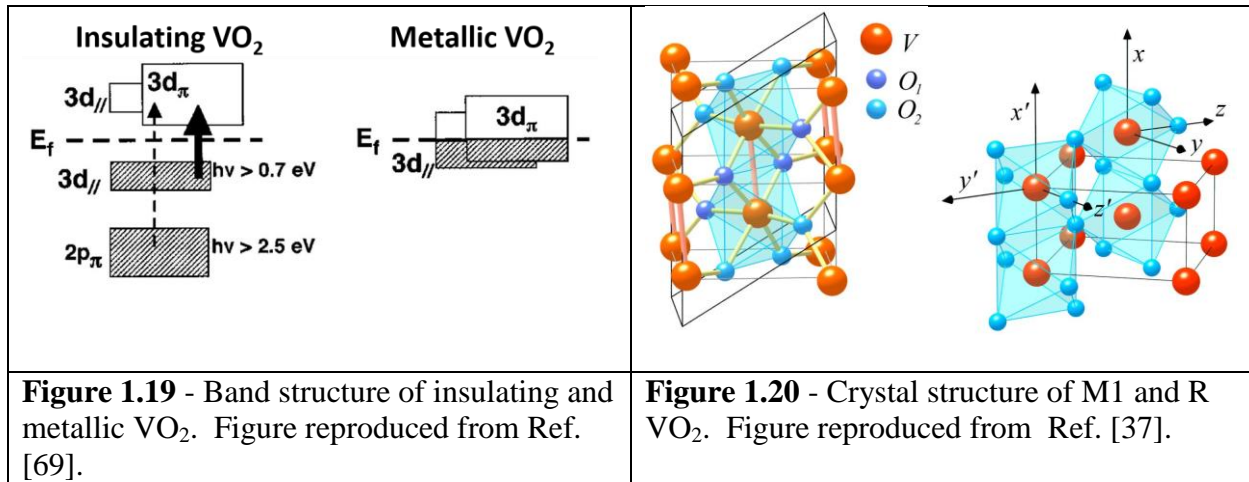 Insulating VO₂
Metallic VO₂
3d//
3dπ
3dπ
Ef
Ef
3d//
hν > 0.7 eV
3d//
2pπ
hν > 2.5 eV
V
O₁
O₂
x
x'
z
y
y'
z'
Figure 1.19 - Band structure of insulating and
metallic VO₂. Figure reproduced from Ref.
[69].
Figure 1.20 - Crystal structure of M1 and R
VO₂. Figure reproduced from Ref. [37].